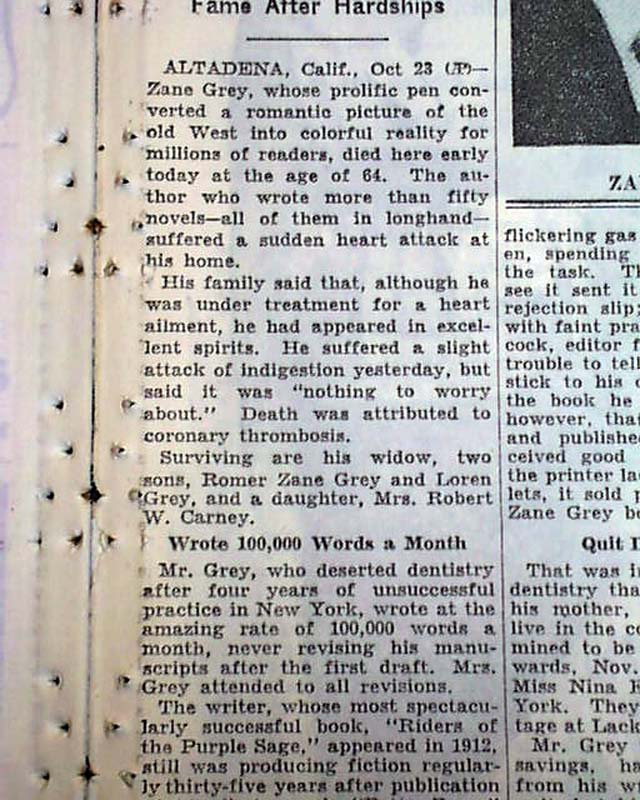 Fame After Hardships
ALTADENA, Calif., Oct 23 (AP)—
Zane Grey, whose prolific pen con-
verted a romantic picture of the
old West into colorful reality for
millions of readers, died here early
today at the age of 64. The au-
thor who wrote more than fifty
novels—all of them in longhand—
suffered a sudden heart attack at
his home.
His family said that, although he
was under treatment for a heart
ailment, he had appeared in excel-
lent spirits. He suffered a slight
attack of indigestion yesterday, but
said it was "nothing to worry
about." Death was attributed to
coronary thrombosis.
Surviving are his widow, two
sons, Romer Zane Grey and Loren
Grey, and a daughter, Mrs. Robert
W. Carney.
Wrote 100,000 Words a Month
Mr. Grey, who deserted dentistry
after four years of unsuccessful
practice in New York, wrote at the
amazing rate of 100,000 words a
month, never revising his manu-
scripts after the first draft. Mrs.
Grey attended to all revisions.
The writer, whose most spectacu-
larly successful book, "Riders of
the Purple Sage," appeared in 1912,
still was producing fiction regular-
ly thirty-five years after publication
ZA
flickering gas
en, spending
the task. Th
see it sent it
rejection slip;
with faint pra
cock, editor f
trouble to tell
stick to his
the book he
however, that
and published
ceived good
the printer la
lets, it sold
Zane Grey be
Quit
That was i
dentistry tha
his mother,
live in the co
mined to be
wards, Nov.
Miss Nina
York. They
tage at Lack
Mr. Grey
savings, ha
from his w